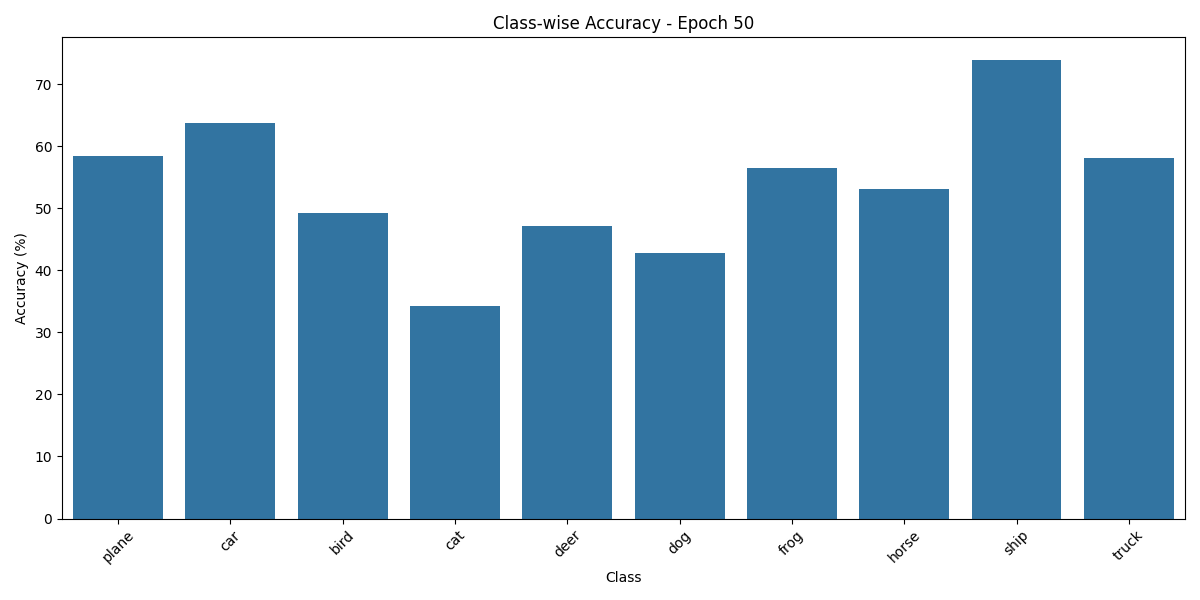 Class-wise Accuracy - Epoch 50
Accuracy (%)
70
60
50
40
30
20
10
0
plane
car
bird
cat
deer
dog
frog
horse
ship
truck
Class